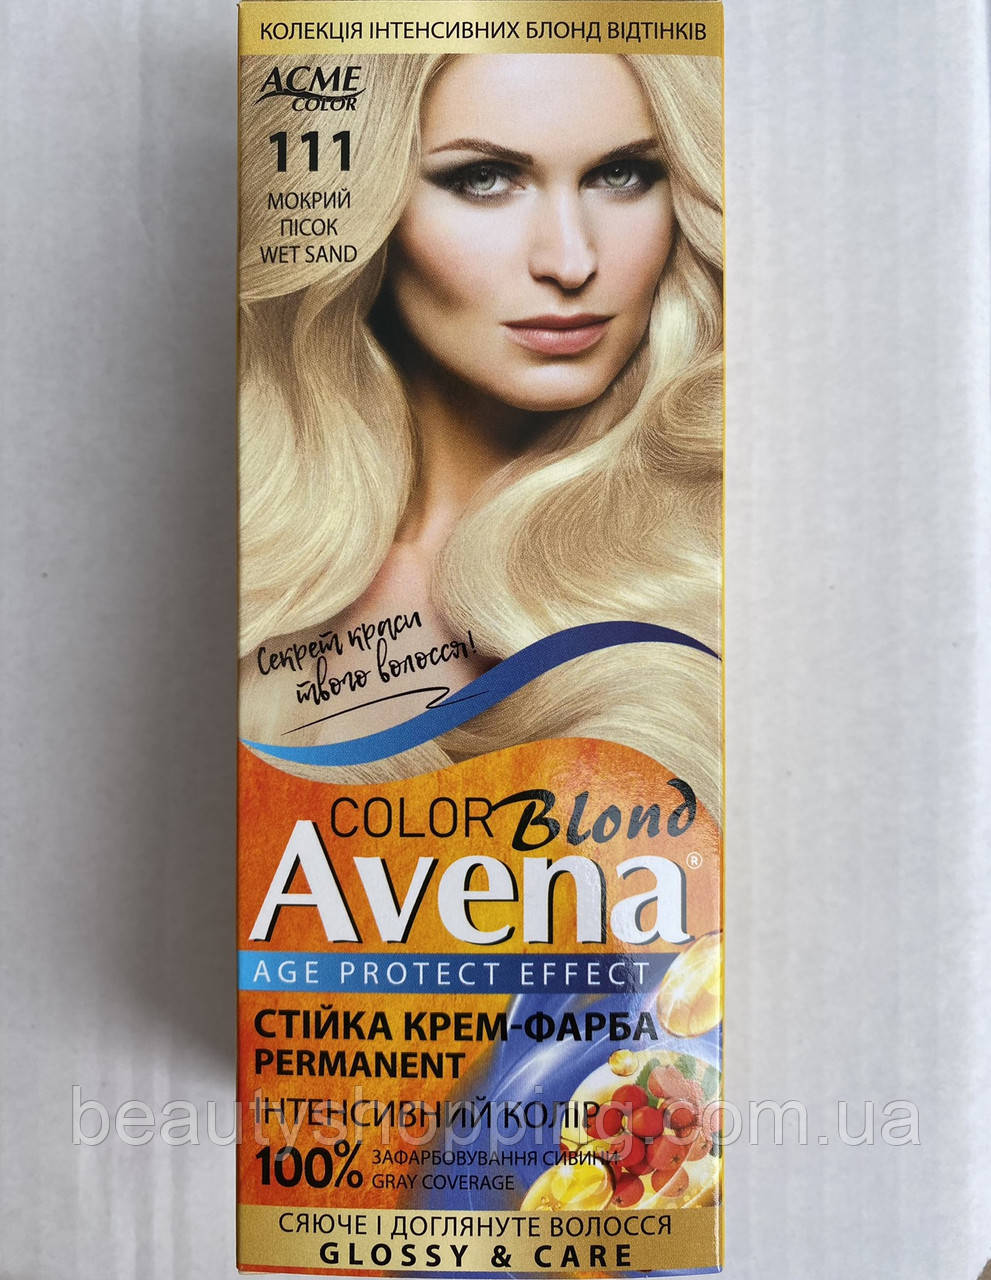 КОЛЕКЦІЯ ІНТЕНСИВНИХ БЛОНД ВІДТІНКІВ
ACME
COLOR
111
МОКРИЙ
ПІСОК
WET SAND
Секрет краси
твого волосся!
COLOR Blond
Avena®
AGE PROTECT EFFECT
СТІЙКА КРЕМ-ФАРБА
PERMANENT
ІНТЕНСИВНИЙ КОЛІР
beautyshopping.com.ua
100% ЗАФАРБОВУВАННЯ СИВИНИ
GRAY COVERAGE
СЯЮЧЕ І ДОГЛЯНУТЕ ВОЛОССЯ
GLOSSY & CARE